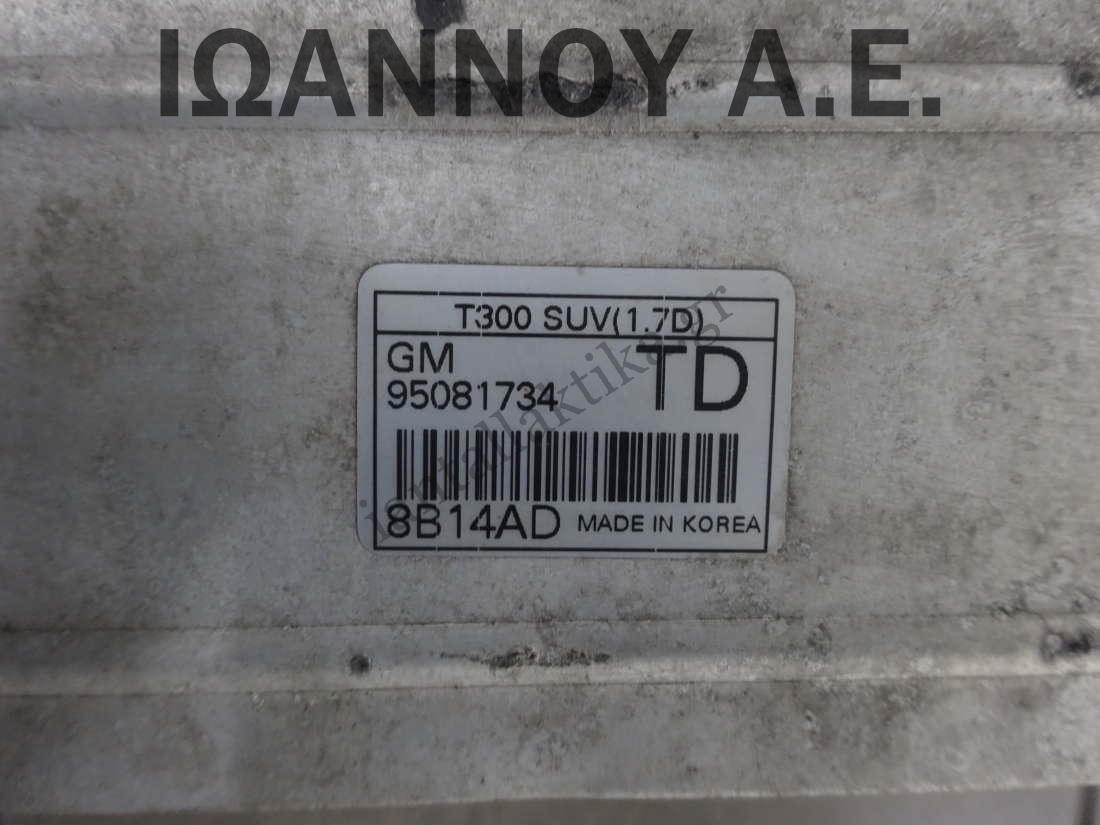 ΙΩΑΝΝΟΥ Α.Ε.
T300 SUV(1.7D)
GM
TD
95081734
8B14AD MADE IN KOREA